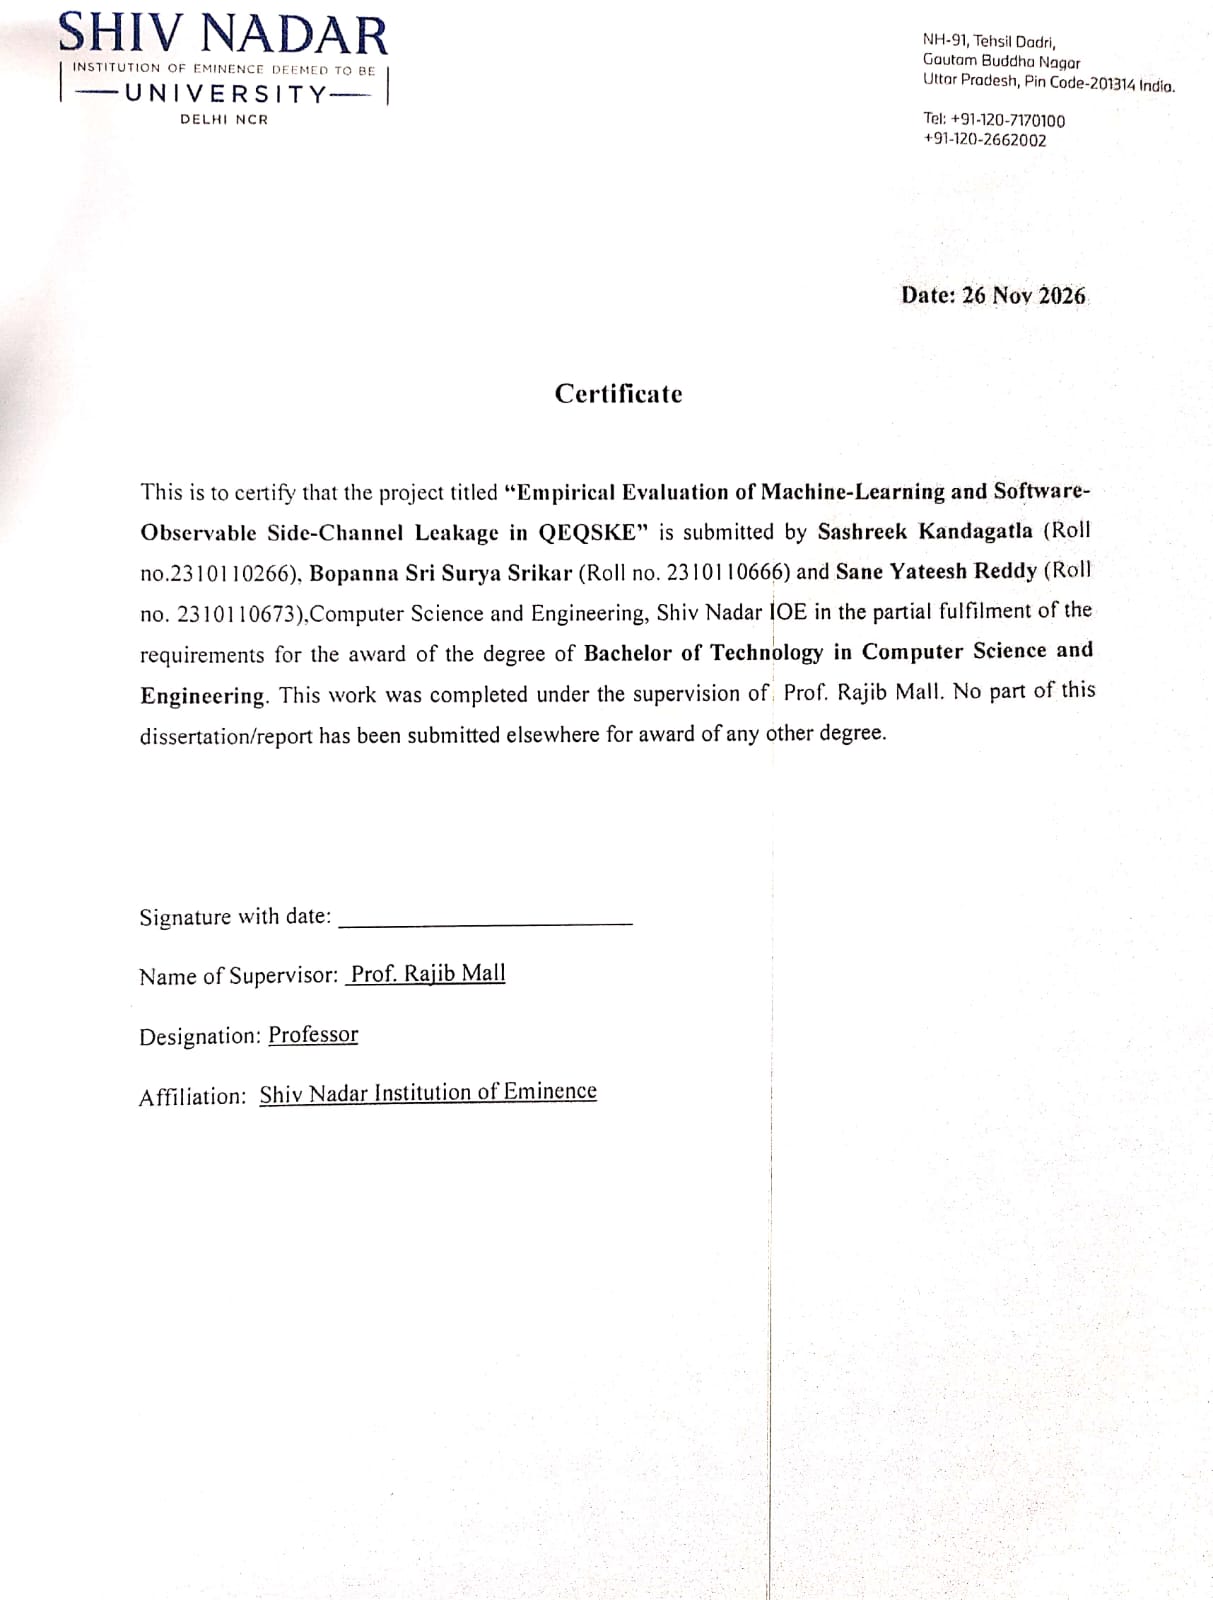 SHIV NADAR
INSTITUTION OF EMINENCE DEEMED TO BE
UNIVERSITY
DELHI NCR
NH-91, Tehsil Dadri,
Gautam Buddha Nagar
Uttar Pradesh, Pin Code-201314 India.
Tel: +91-120-7170100
+91-120-2662002
Date: 26 Nov 2026
Certificate
This is to certify that the project titled “Empirical Evaluation of Machine-Learning and Software-
Observable Side-Channel Leakage in QEQSKE” is submitted by Sashreek Kandagatla (Roll
no.2310110266), Bopanna Sri Surya Srikar (Roll no. 2310110666) and Sane Yateesh Reddy (Roll
no. 2310110673),Computer Science and Engineering, Shiv Nadar IOE in the partial fulfilment of the
requirements for the award of the degree of Bachelor of Technology in Computer Science and
Engineering. This work was completed under the supervision of Prof. Rajib Mall. No part of this
dissertation/report has been submitted elsewhere for award of any other degree.
Signature with date: ____________________
Name of Supervisor: Prof. Rajib Mall
Designation: Professor
Affiliation: Shiv Nadar Institution of Eminence